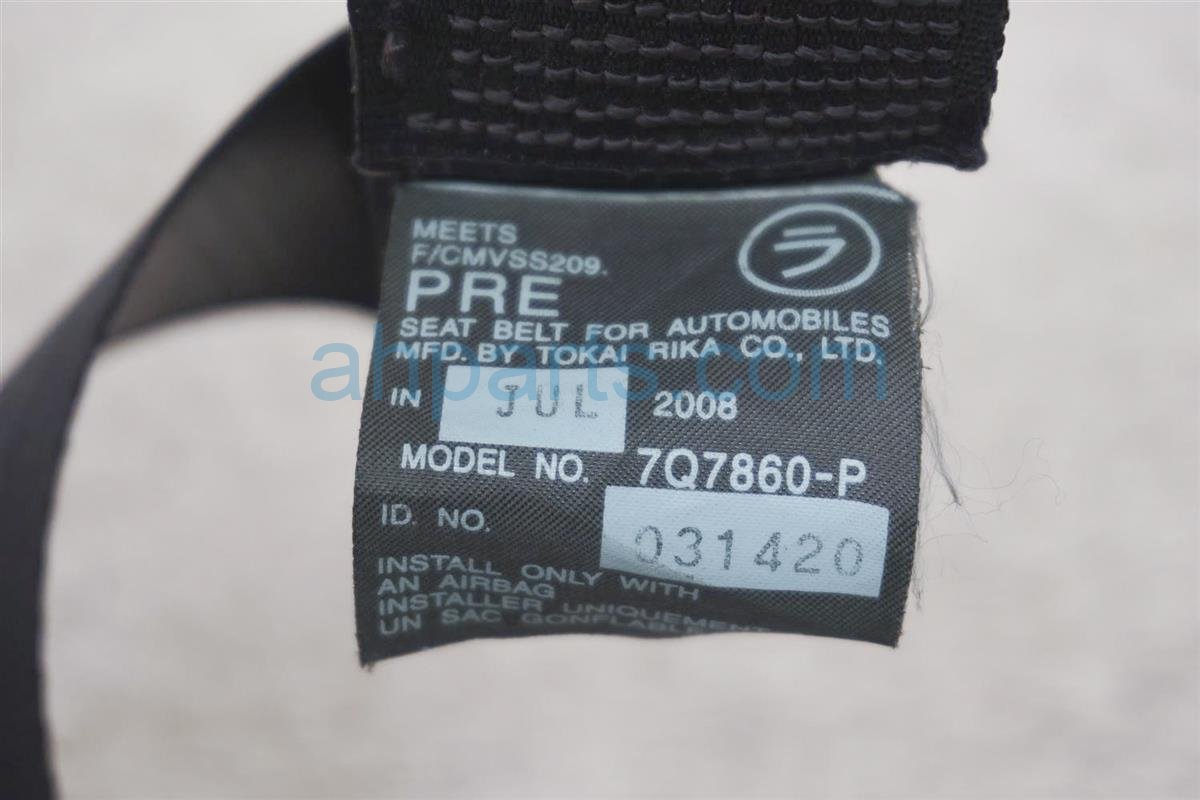 MEETS
F/CMVSS209.
ラ
PRE
SEAT BELT FOR AUTOMOBILES
MFD. BY TOKAI RIKA CO., LTD.
ahparts.com
IN JUL 2008
MODEL NO. 7Q7860-P
ID. NO. 031420
INSTALL ONLY WITH
AN AIRBAG
INSTALLER UNIQUEMENT
UN SAC GONFLABLE